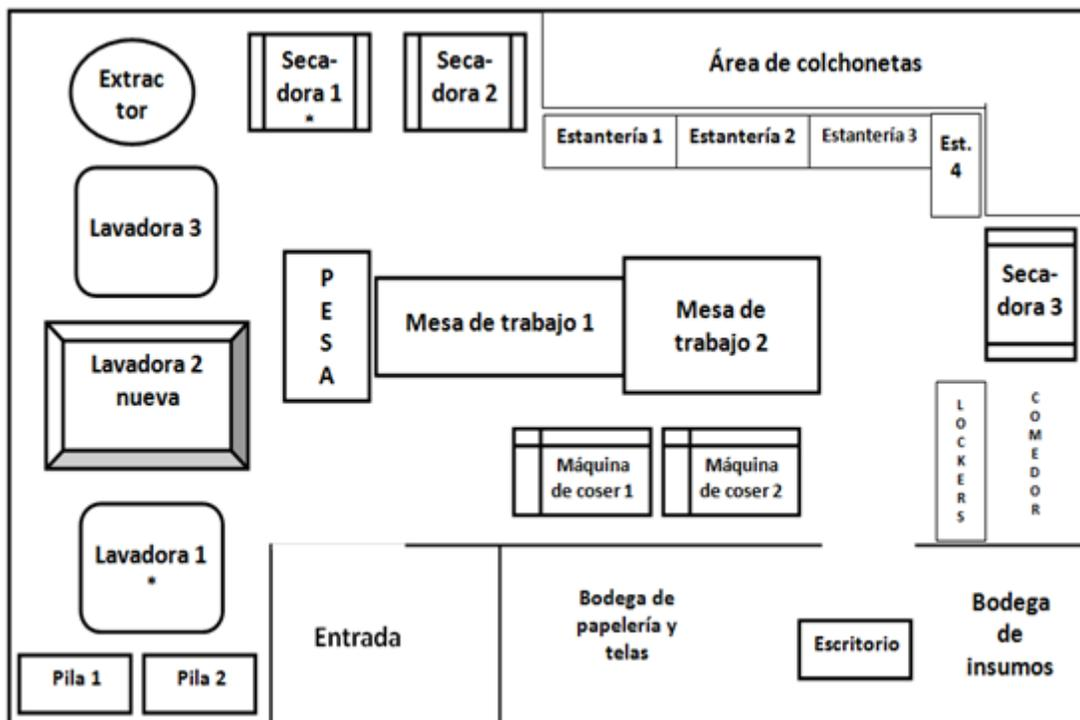 Extrac
tor
Seca-
dora 1
*
Seca-
dora 2
Área de colchonetas
Estantería 1
Estantería 2
Estantería 3
Est.
4
Lavadora 3
P
E
S
A
Mesa de trabajo 1
Mesa de
trabajo 2
Seca-
dora 3
Lavadora 2
nueva
Máquina
de coser 1
Máquina
de coser 2
L
O
C
K
E
R
S
C
O
M
E
D
O
R
Lavadora 1
*
Entrada
Bodega de
papelería y
telas
Escritorio
Bodega
de
insumos
Pila 1
Pila 2